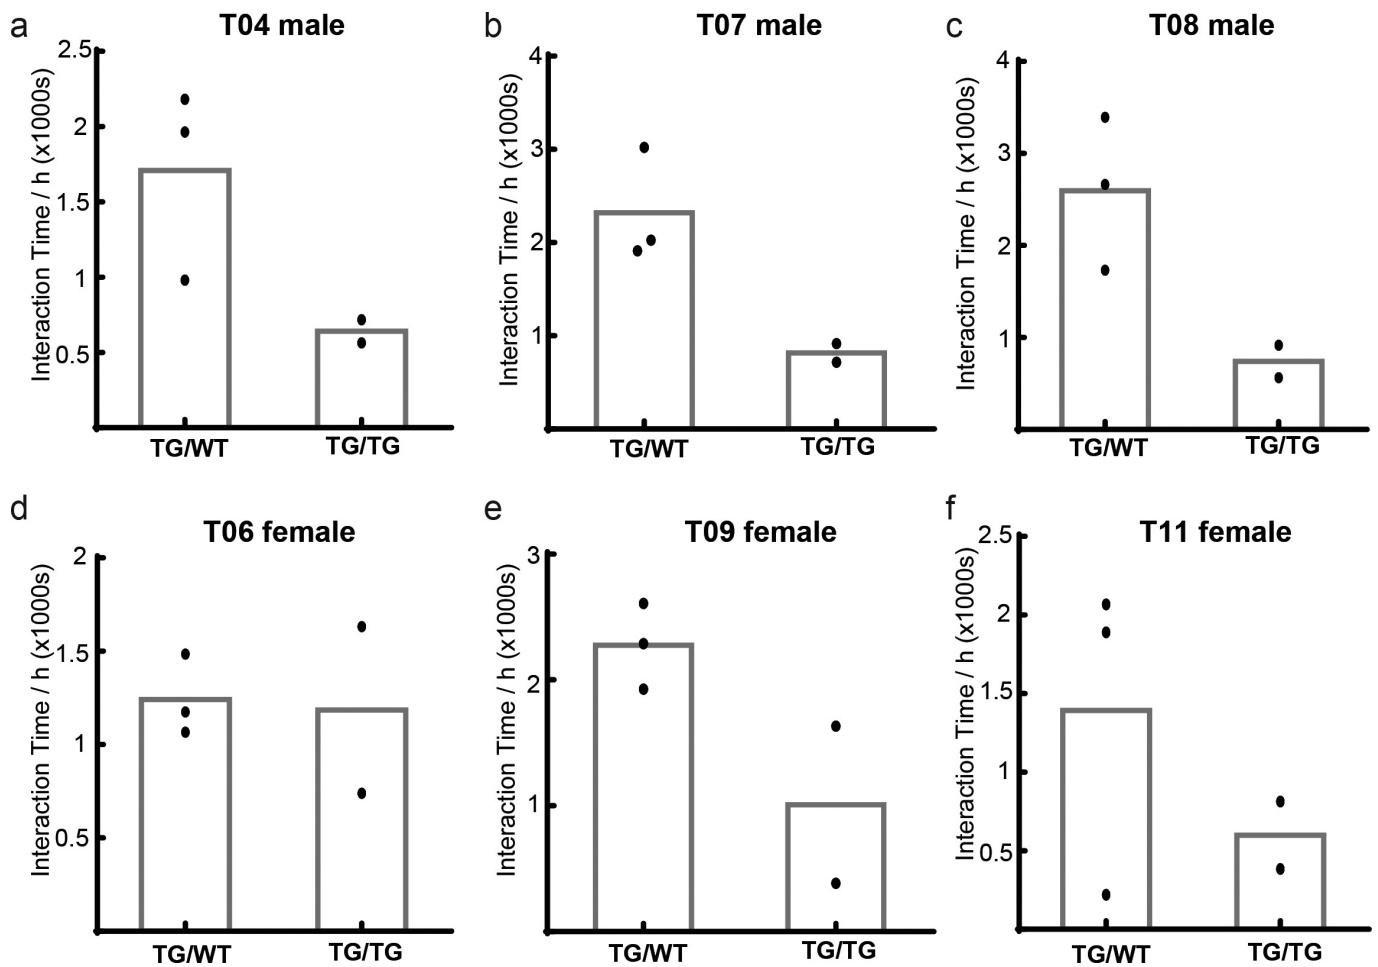 a
T04 male
Interaction Time / h (x1000s)
2.5
2
1.5
1
0.5
TG/WT
TG/TG
b
T07 male
Interaction Time / h (x1000s)
4
3
2
1
TG/WT
TG/TG
c
T08 male
Interaction Time / h (x1000s)
4
3
2
1
TG/WT
TG/TG
d
T06 female
Interaction Time / h (x1000s)
2
1.5
1
0.5
TG/WT
TG/TG
e
T09 female
Interaction Time / h (x1000s)
3
2
1
TG/WT
TG/TG
f
T11 female
Interaction Time / h (x1000s)
2.5
2
1.5
1
0.5
TG/WT
TG/TG